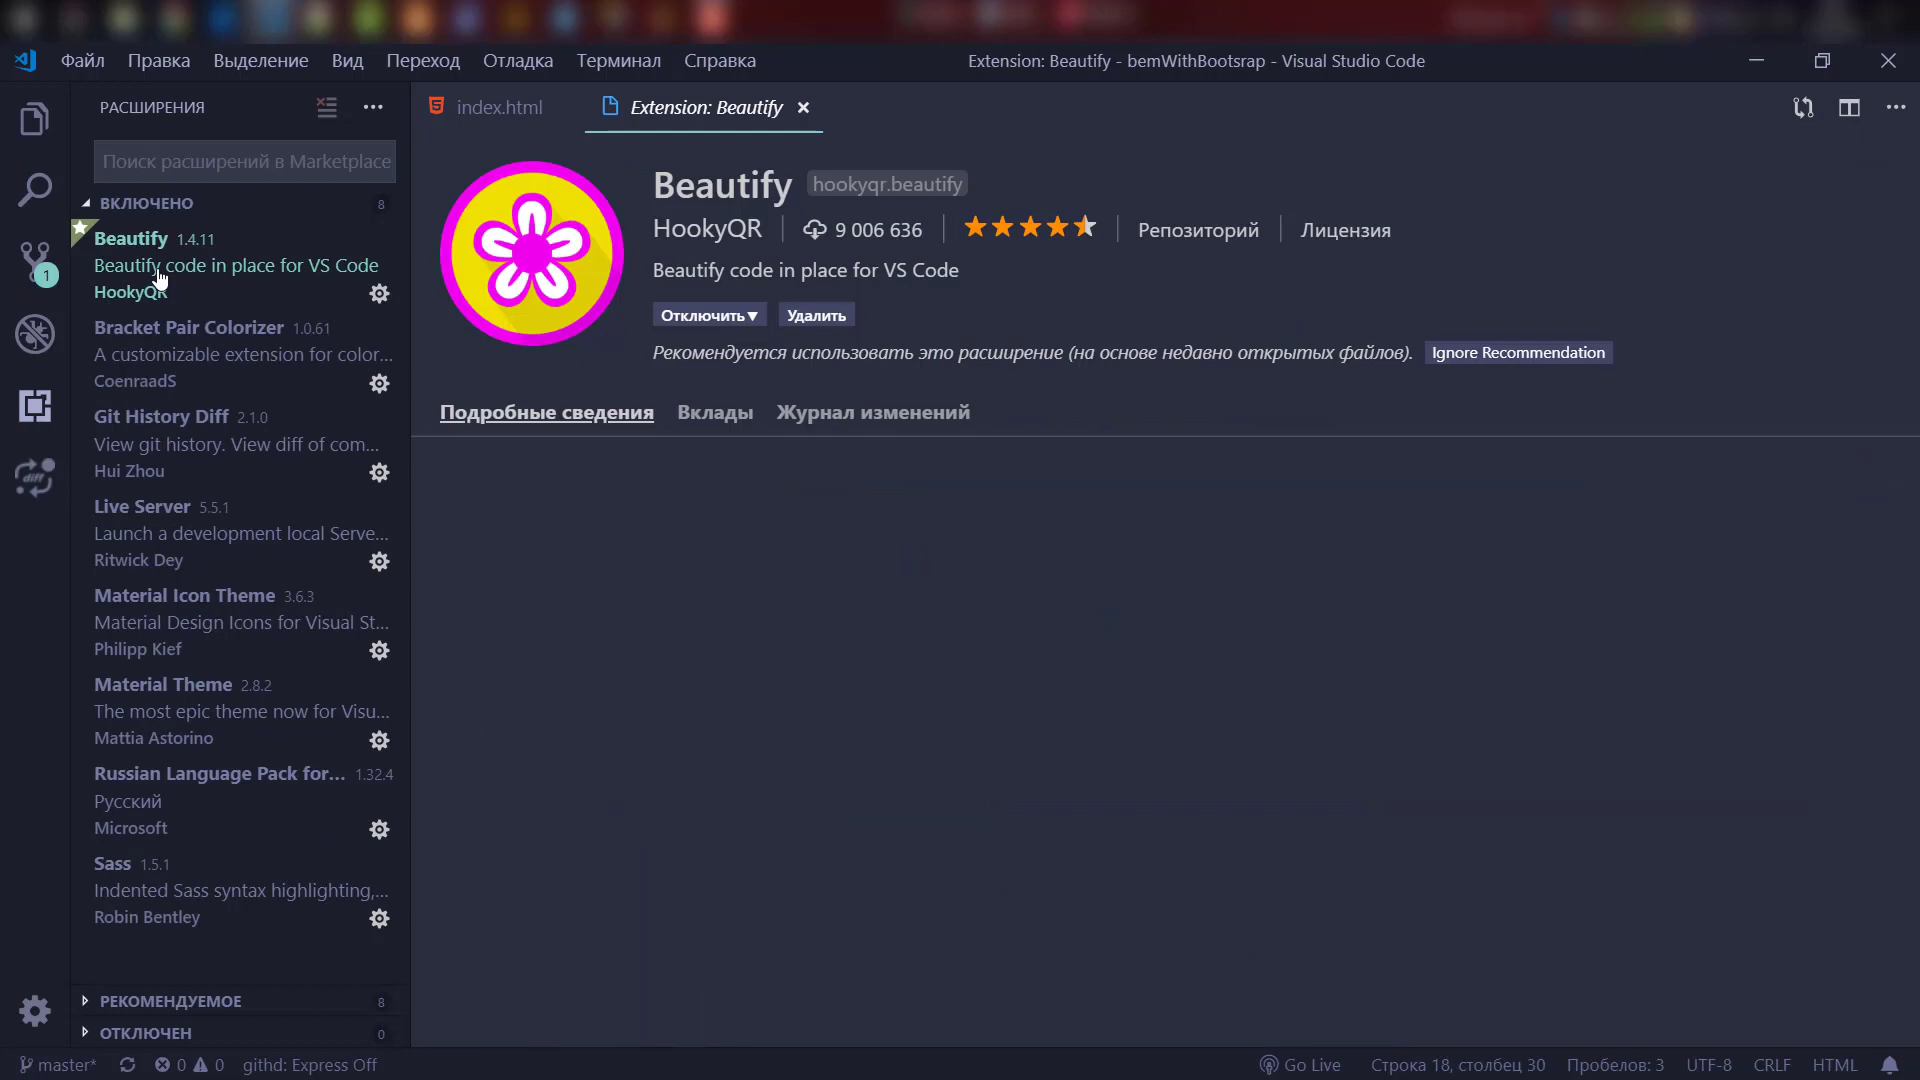 Файл Правка Выделение Вид Переход Отладка Терминал Справка
Extension: Beautify - bemWithBootsrap - Visual Studio Code
РАСШИРЕНИЯ
Поиск расширений в Marketplace
ВКЛЮЧЕНО 8
Beautify 1.4.11
Beautify code in place for VS Code
HookyQR
Bracket Pair Colorizer 1.0.61
A customizable extension for color...
CoenraadS
Git History Diff 2.1.0
View git history. View diff of com...
Hui Zhou
Live Server 5.5.1
Launch a development local Serve...
Ritwick Dey
Material Icon Theme 3.6.3
Material Design Icons for Visual St...
Philipp Kief
Material Theme 2.8.2
The most epic theme now for Visu...
Mattia Astorino
Russian Language Pack for... 1.32.4
Русский
Microsoft
Sass 1.5.1
Indented Sass syntax highlighting,...
Robin Bentley
РЕКОМЕНДУЕМОЕ 8
ОТКЛЮЧЕН 0
1
diff
index.html
Extension: Beautify
Beautify hookyqr.beautify
HookyQR 9 006 636 Репозиторий Лицензия
Beautify code in place for VS Code
Отключить Удалить
Рекомендуется использовать это расширение (на основе недавно открытых файлов). Ignore Recommendation
Подробные сведения Вклады Журнал изменений
master* 0 0 githd: Express Off
Go Live Строка 18, столбец 30 Пробелов: 3 UTF-8 CRLF HTML